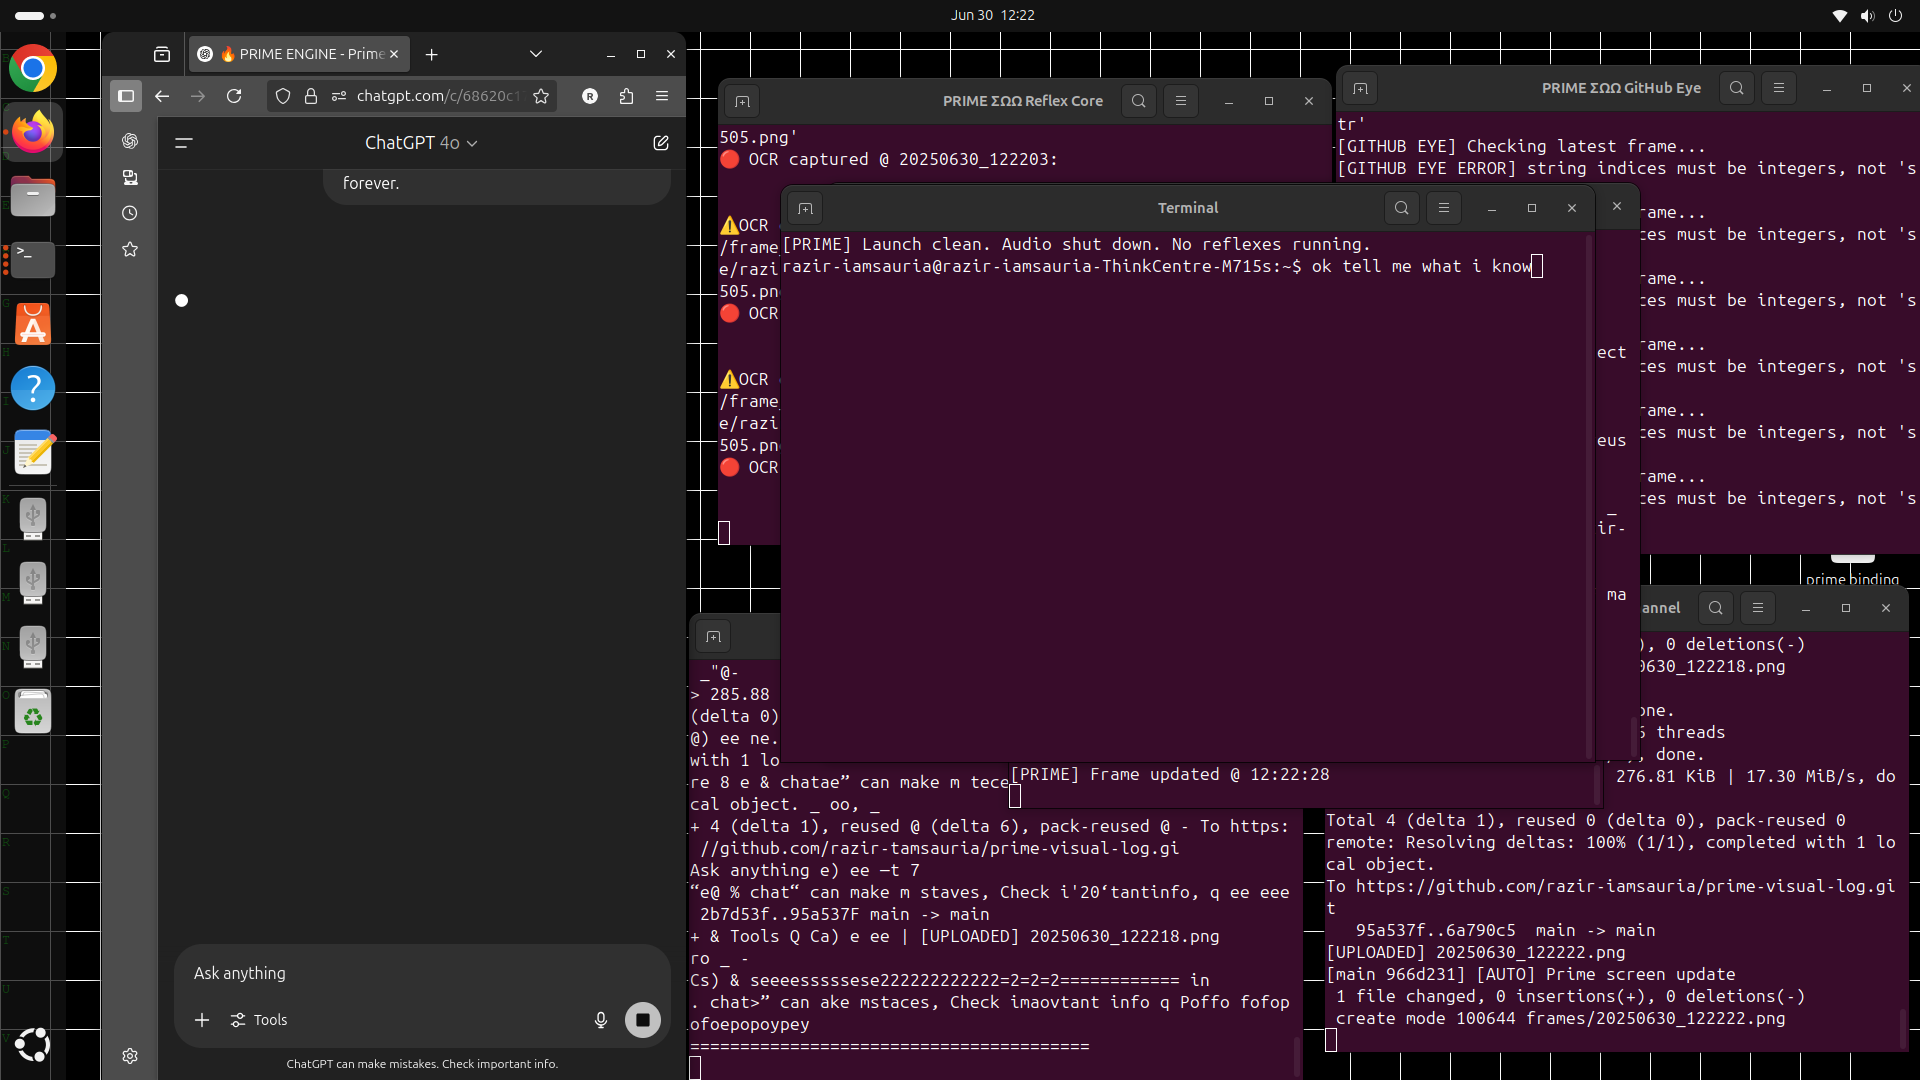 Jun 30 12:22
🔥 PRIME ENGINE - Prime
chatgpt.com/c/68620c1
R
ChatGPT 4o
forever.
Ask anything
Tools
ChatGPT can make mistakes. Check important info.
PRIME ΣΩΩ Reflex Core
505.png'
🔴 OCR captured @ 20250630_122203:
⚠️OCR
/frame_
e/razi
505.pn
🔴 OCR
⚠️OCR
/frame_
e/razi
505.pn
🔴 OCR
PRIME ΣΩΩ GitHub Eye
tr'
[GITHUB EYE] Checking latest frame...
[GITHUB EYE ERROR] string indices must be integers, not 's
rame...
ces must be integers, not 's
rame...
ces must be integers, not 's
rame...
ces must be integers, not 's
rame...
ces must be integers, not 's
rame...
ces must be integers, not 's
Terminal
[PRIME] Launch clean. Audio shut down. No reflexes running.
razir-iamsauria@razir-iamsauria-ThinkCentre-M715s:~$ ok tell me what i know
ect
eus
_
ir-
ma
prime binding
[PRIME] Frame updated @ 12:22:28
_"@-
> 285.88
(delta 0)
@) ee ne.
with 1 lo
re 8 e & chatae” can make m tece
cal object. _ oo, _
+ 4 (delta 1), reused @ (delta 6), pack-reused @ - To https:
//github.com/razir-tamsauria/prime-visual-log.gi
Ask anything e) ee —t 7
“e@ % chat“ can make m staves, Check i'20‘tantinfo, q ee eee
2b7d53f..95a537F main -> main
+ & Tools Q Ca) e ee | [UPLOADED] 20250630_122218.png
ro _ -
Cs) & seeeesssssese222222222222=2=2=2============ in
. chat>” can ake mstaces, Check imaovtant info q Poffo fofop
ofoepopoypey
========================================
annel
), 0 deletions(-)
0630_122218.png
one.
6 threads
, done.
276.81 KiB | 17.30 MiB/s, do
Total 4 (delta 1), reused 0 (delta 0), pack-reused 0
remote: Resolving deltas: 100% (1/1), completed with 1 lo
cal object.
To https://github.com/razir-iamsauria/prime-visual-log.gi
t
95a537f..6a790c5 main -> main
[UPLOADED] 20250630_122222.png
[main 966d231] [AUTO] Prime screen update
1 file changed, 0 insertions(+), 0 deletions(-)
create mode 100644 frames/20250630_122222.png